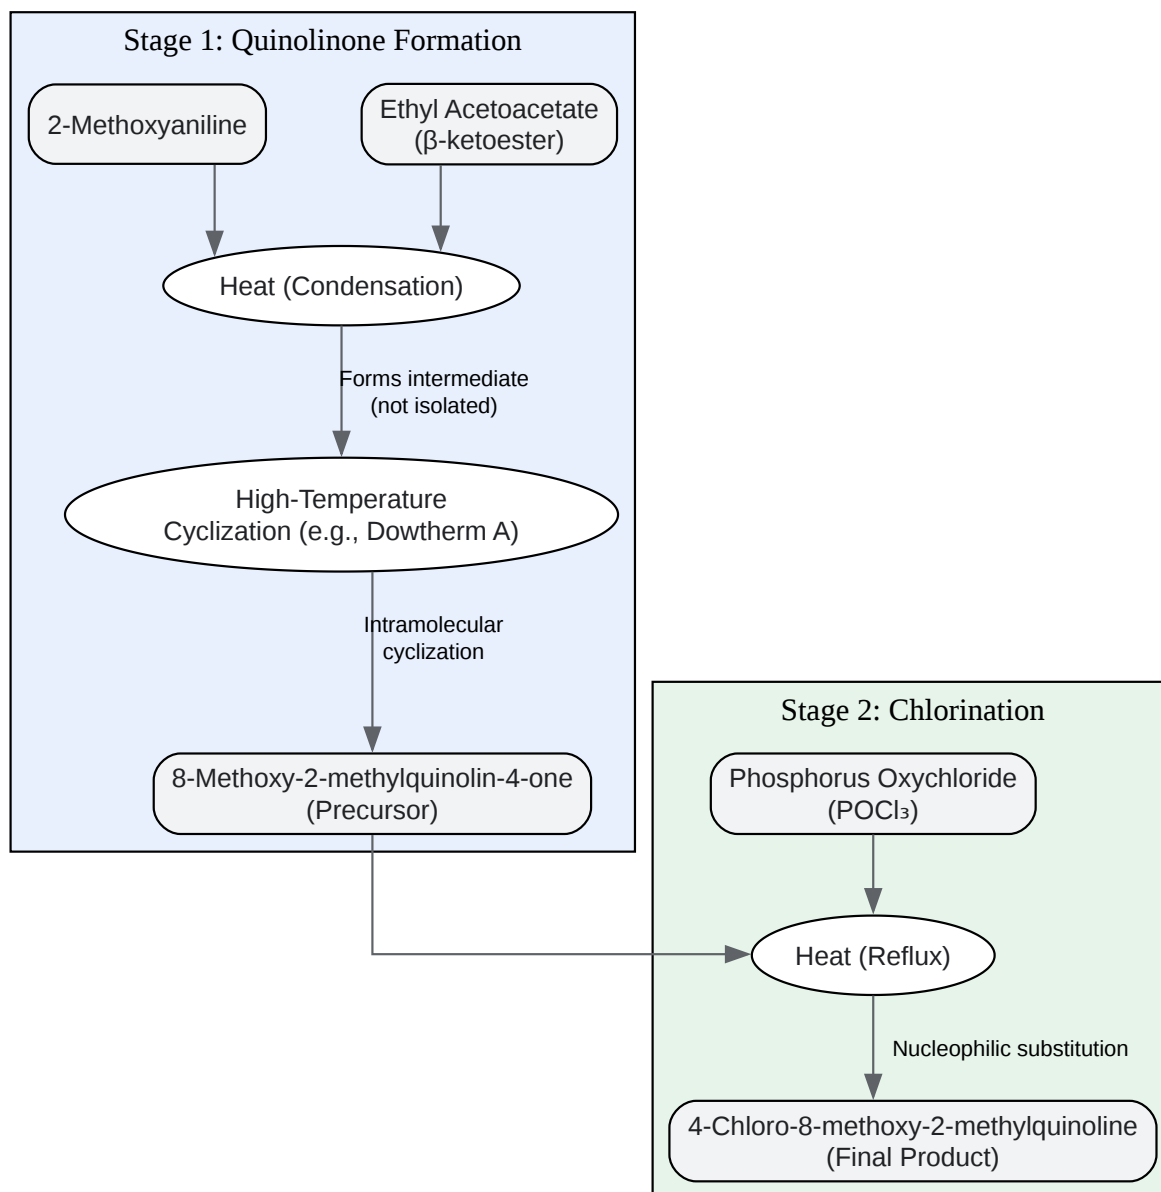 Stage 1: Quinolinone Formation
2-Methoxyaniline
Ethyl Acetoacetate
(β-ketoester)
Heat (Condensation)
Forms intermediate
(not isolated)
High-Temperature
Cyclization (e.g., Dowtherm A)
Intramolecular
cyclization
8-Methoxy-2-methylquinolin-4-one
(Precursor)
Stage 2: Chlorination
Phosphorus Oxychloride
(POCl₃)
Heat (Reflux)
Nucleophilic substitution
4-Chloro-8-methoxy-2-methylquinoline
(Final Product)